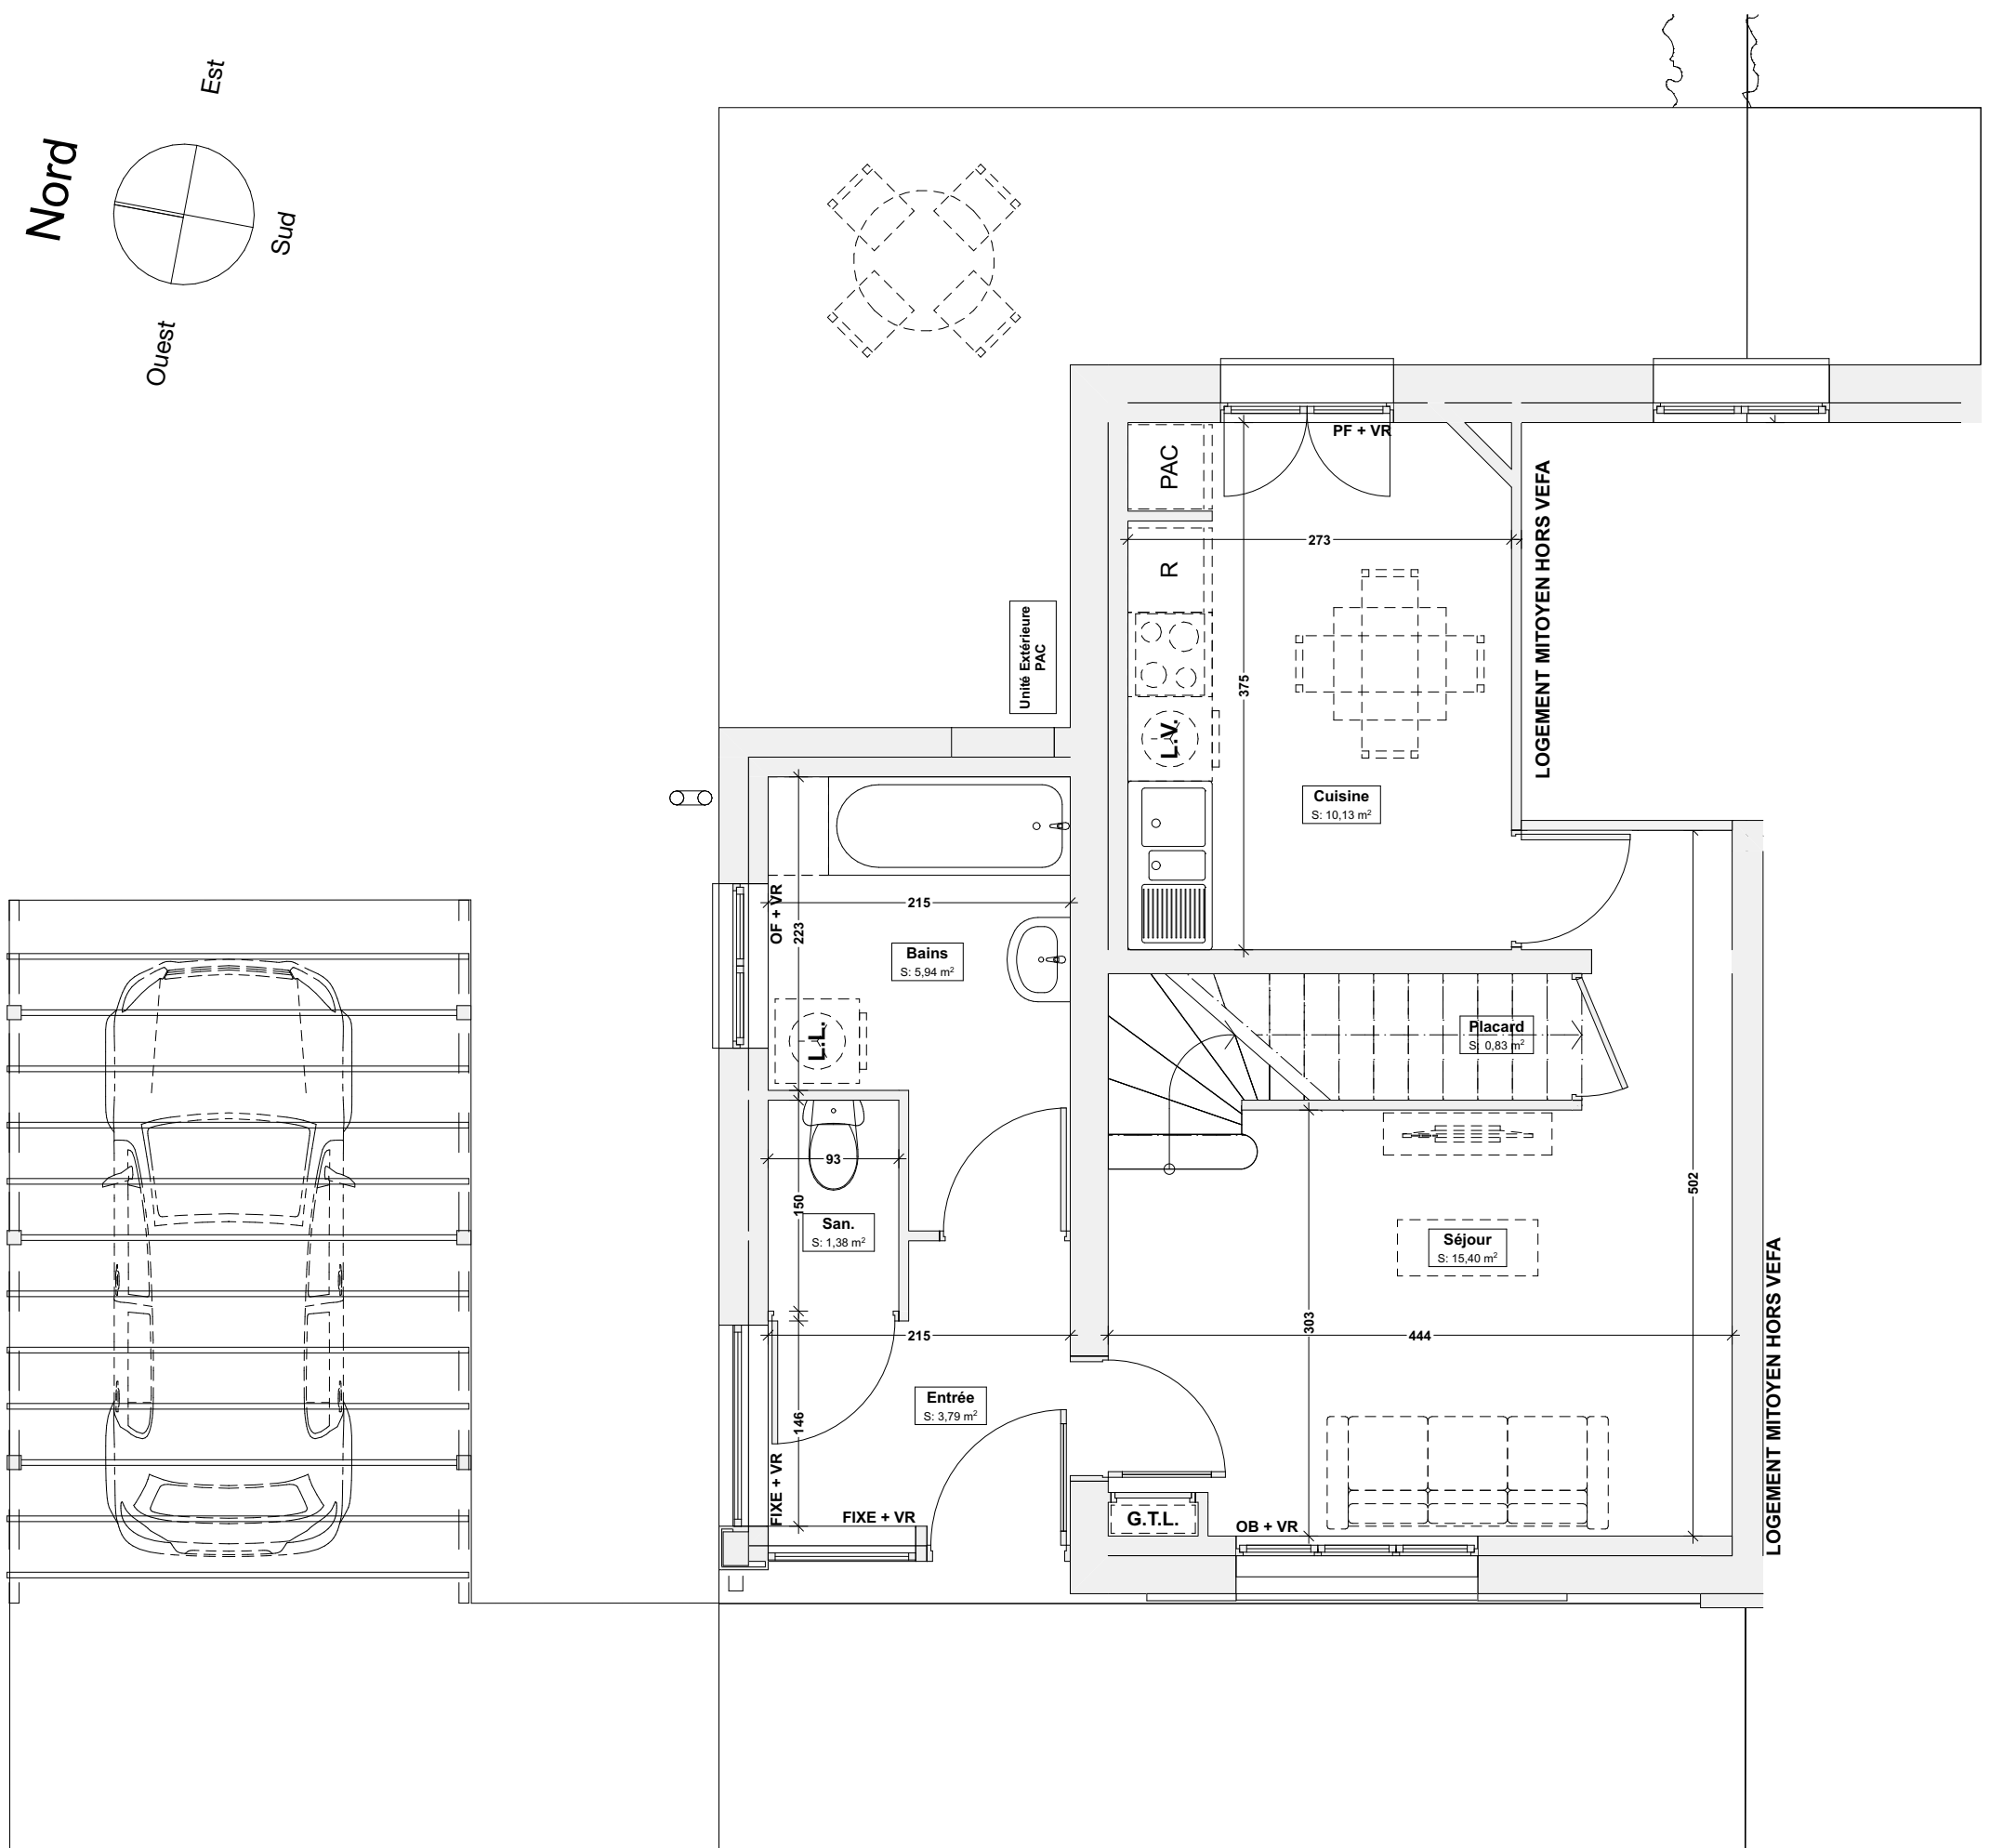 Est
Nord
Sud
Ouest
PF + VR
PAC
273
R
LOGEMENT MITOYEN HORS VEFA
Unité Extérieure
PAC
375
L.V.
Cuisine
S: 10,13 m²
OF + VR
215
223
Bains
S: 5,94 m²
L.L.
Placard
S: 0,83 m²
93
150
San.
S: 1,38 m²
502
Séjour
S: 15,40 m²
303
215
444
LOGEMENT MITOYEN HORS VEFA
Entrée
S: 3,79 m²
146
FIXE + VR
FIXE + VR
G.T.L.
OB + VR